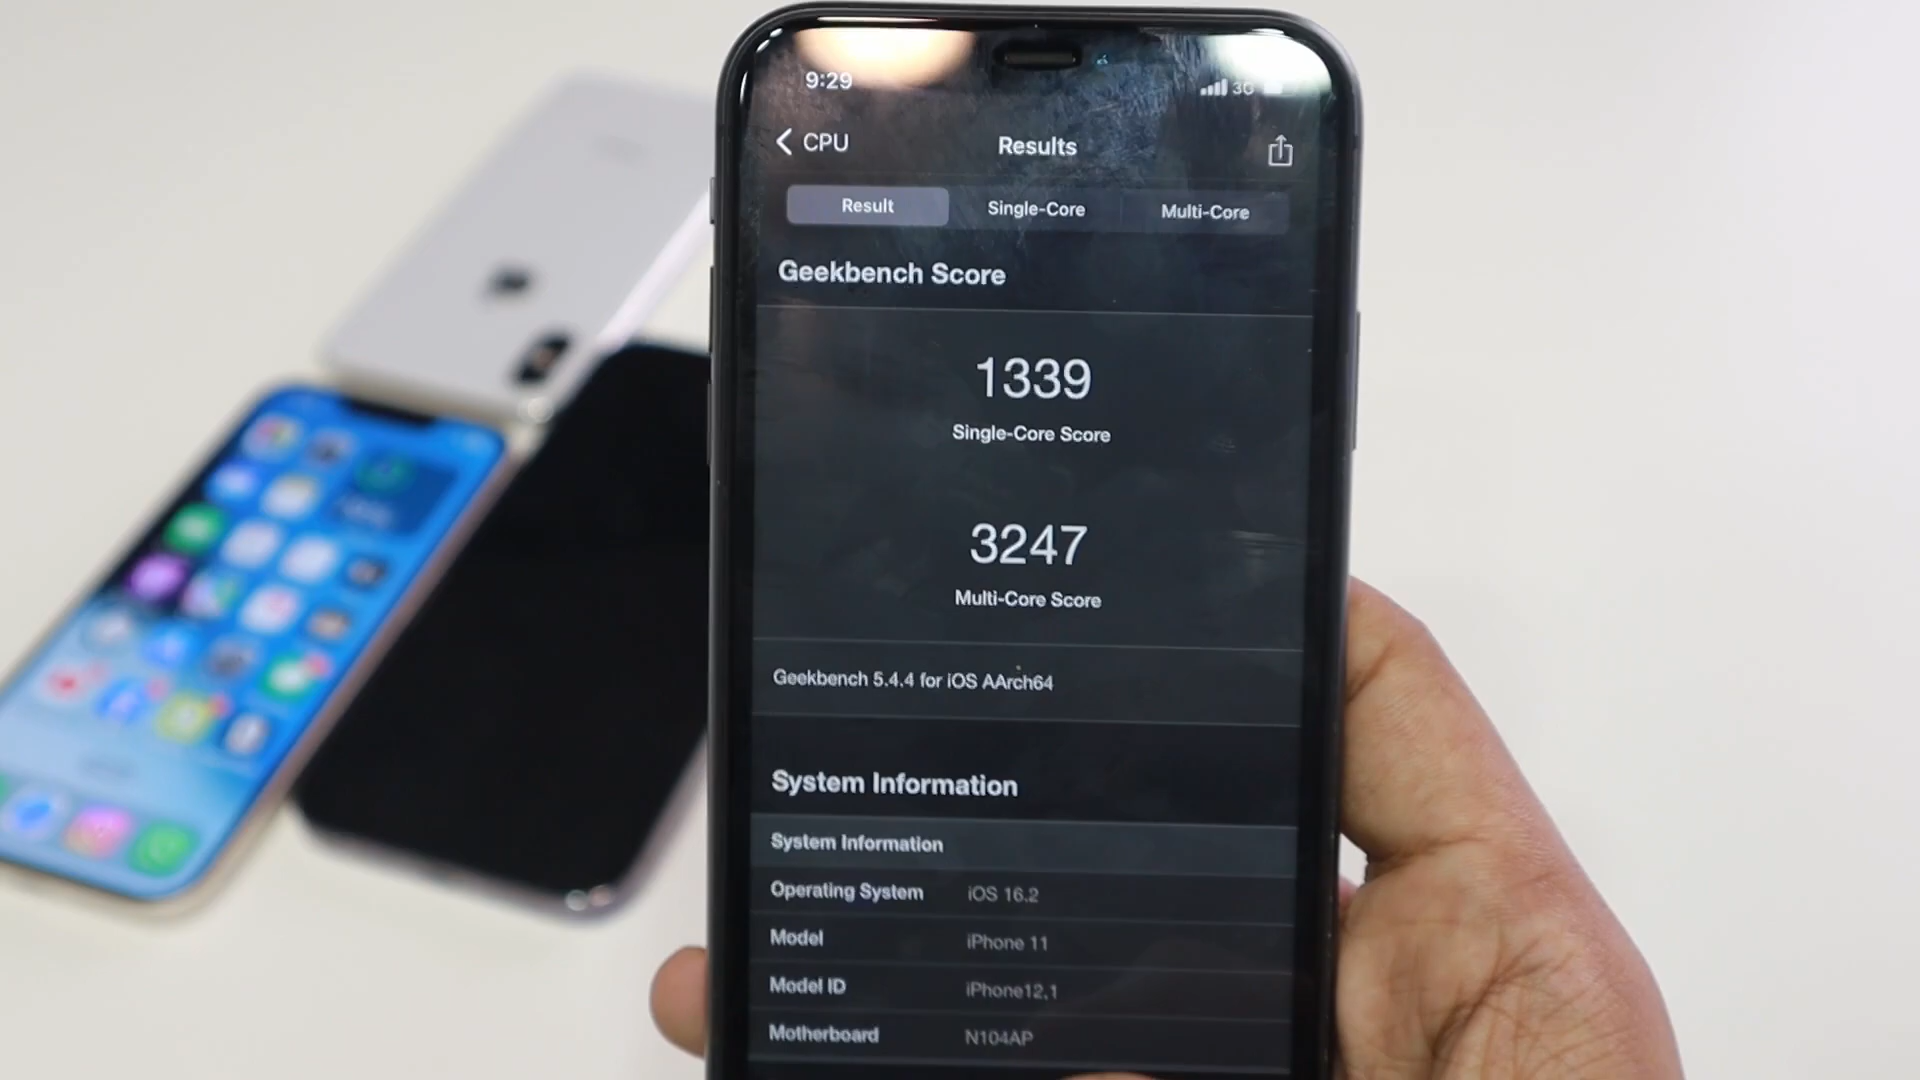 9:29
3G
CPU
Results
Result
Single-Core
Multi-Core
Geekbench Score
1339
Single-Core Score
3247
Multi-Core Score
Geekbench 5.4.4 for iOS AArch64
System Information
System Information
Operating System iOS 16.2
Model iPhone 11
Model ID iPhone12,1
Motherboard N104AP